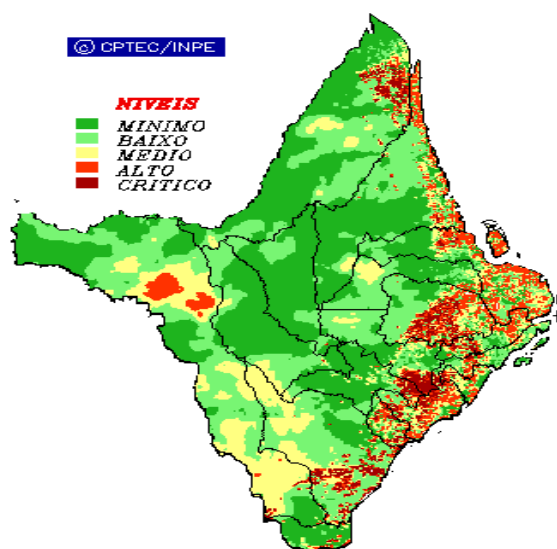 © CPTEC/INPE
NIVEIS
MINIMO
BAIXO
MEDIO
ALTO
CRITICO